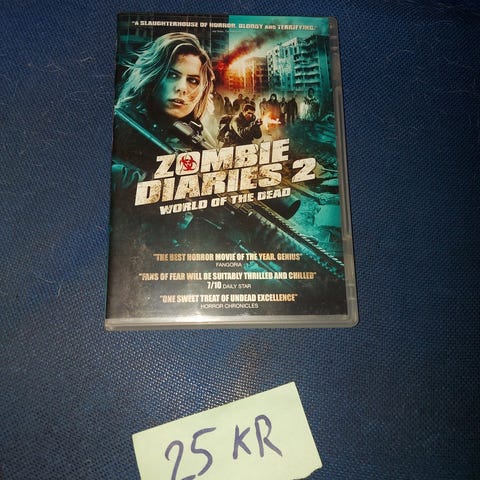 "A SLAUGHTERHOUSE OF HORROR. BLOODY AND TERRIFYING."
ZOMBIE
DIARIES 2
WORLD OF THE DEAD
"THE BEST HORROR MOVIE OF THE YEAR. GENIUS"
FANGORIA
"FANS OF FEAR WILL BE SUITABLY THRILLED AND CHILLED"
7/10 DAILY STAR
"ONE SWEET TREAT OF UNDEAD EXCELLENCE"
HORROR CHRONICLES
25 KR